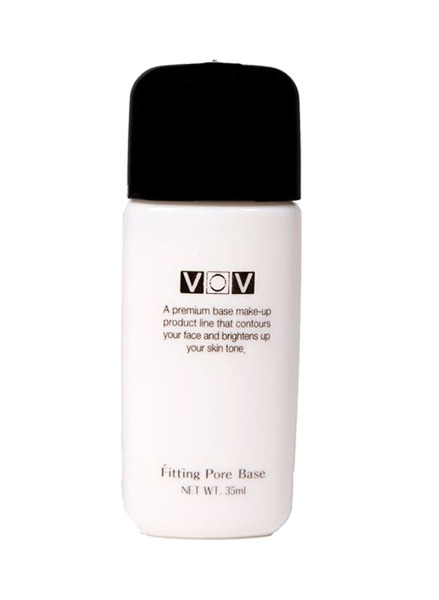 VOV
A premium base make-up
product line that contours
your face and brightens up
your skin tone.
Fitting Pore Base
NET WT. 35ml